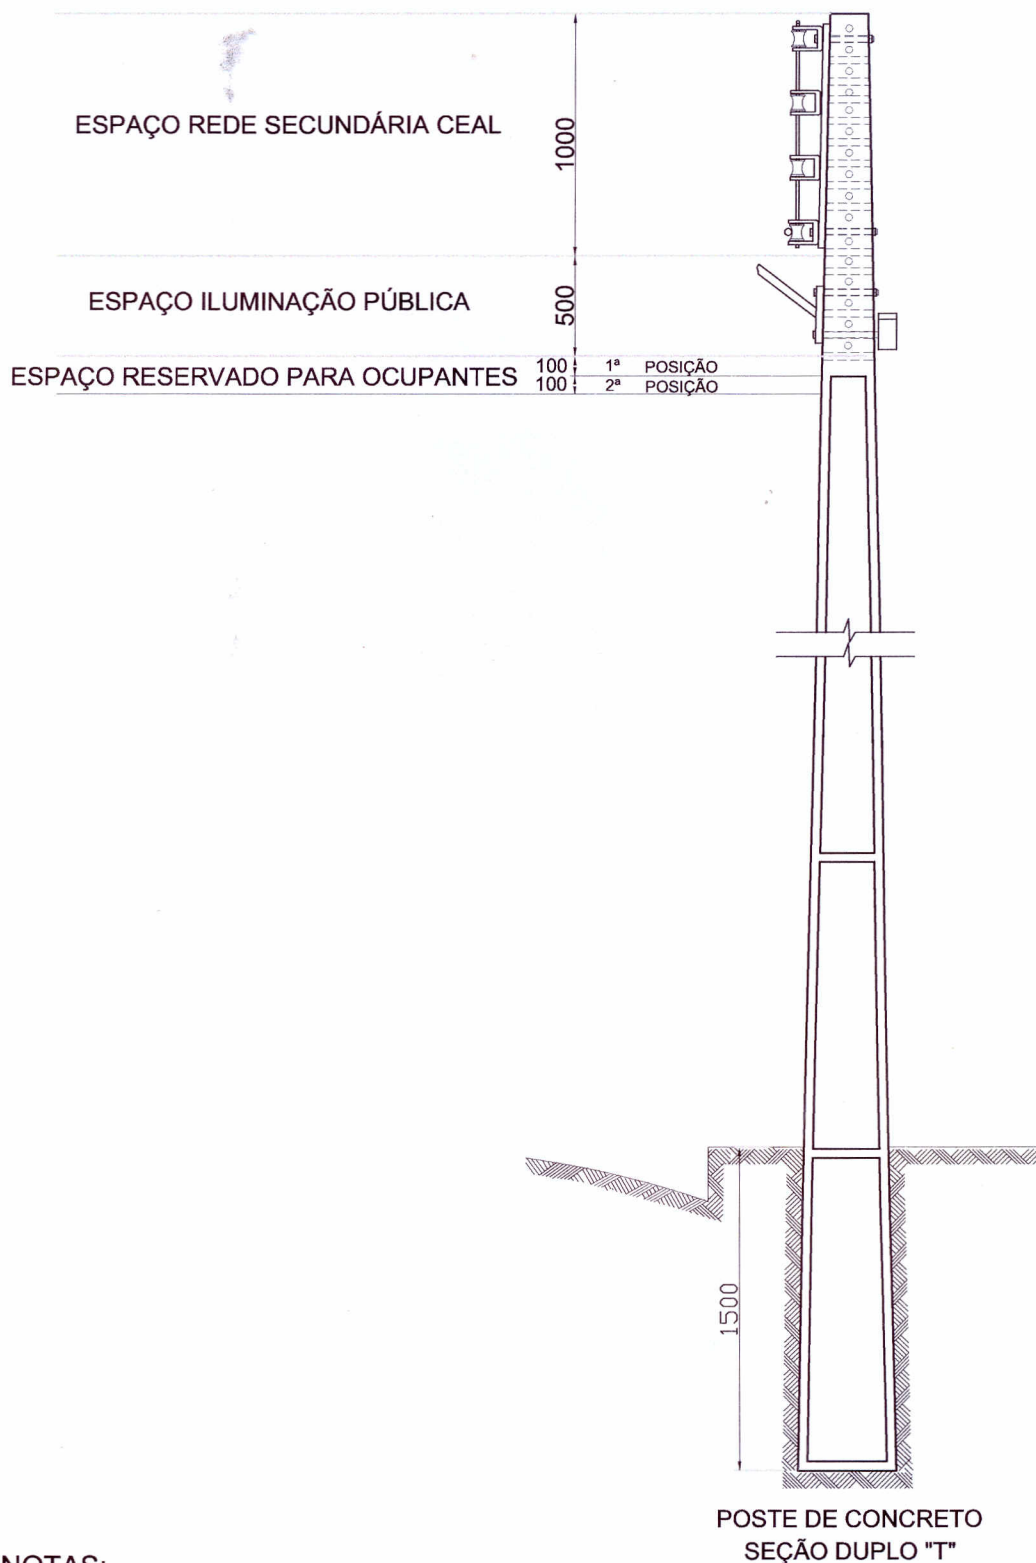 ESPAÇO REDE SECUNDÁRIA CEAL
1000
ESPAÇO ILUMINAÇÃO PÚBLICA
500
ESPAÇO RESERVADO PARA OCUPANTES
100 1ª POSIÇÃO
100 2ª POSIÇÃO
1500
POSTE DE CONCRETO
SEÇÃO DUPLO "T"
NOTAS: